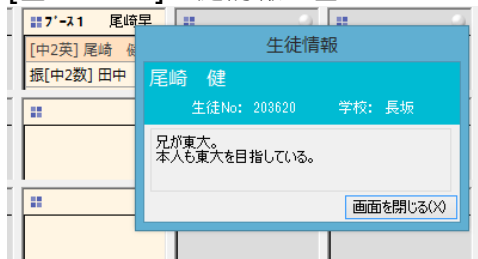 ﾌﾞｰｽ1 尾崎早
[中2英] 尾崎 健
振[中2数] 田中
生徒情報
尾崎 健
生徒No: 203620 学校: 長坂
兄が東大。
本人も東大を目指している。
画面を閉じる(X)